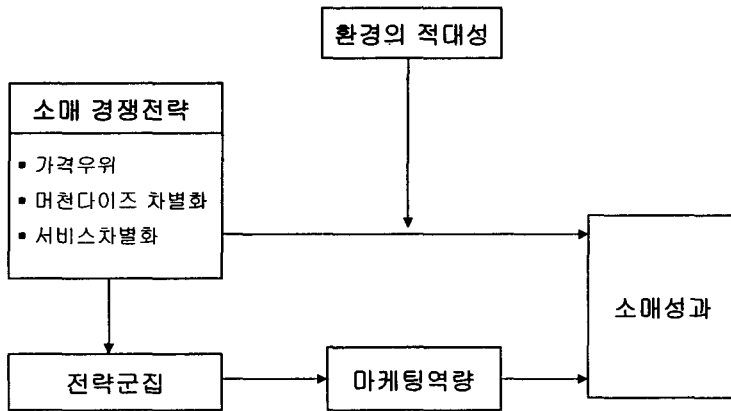 환경의 적대성
소매 경쟁전략
▪ 가격우위
▪ 머천다이즈 차별화
▪ 서비스차별화
소매성과
전략군집
마케팅역량